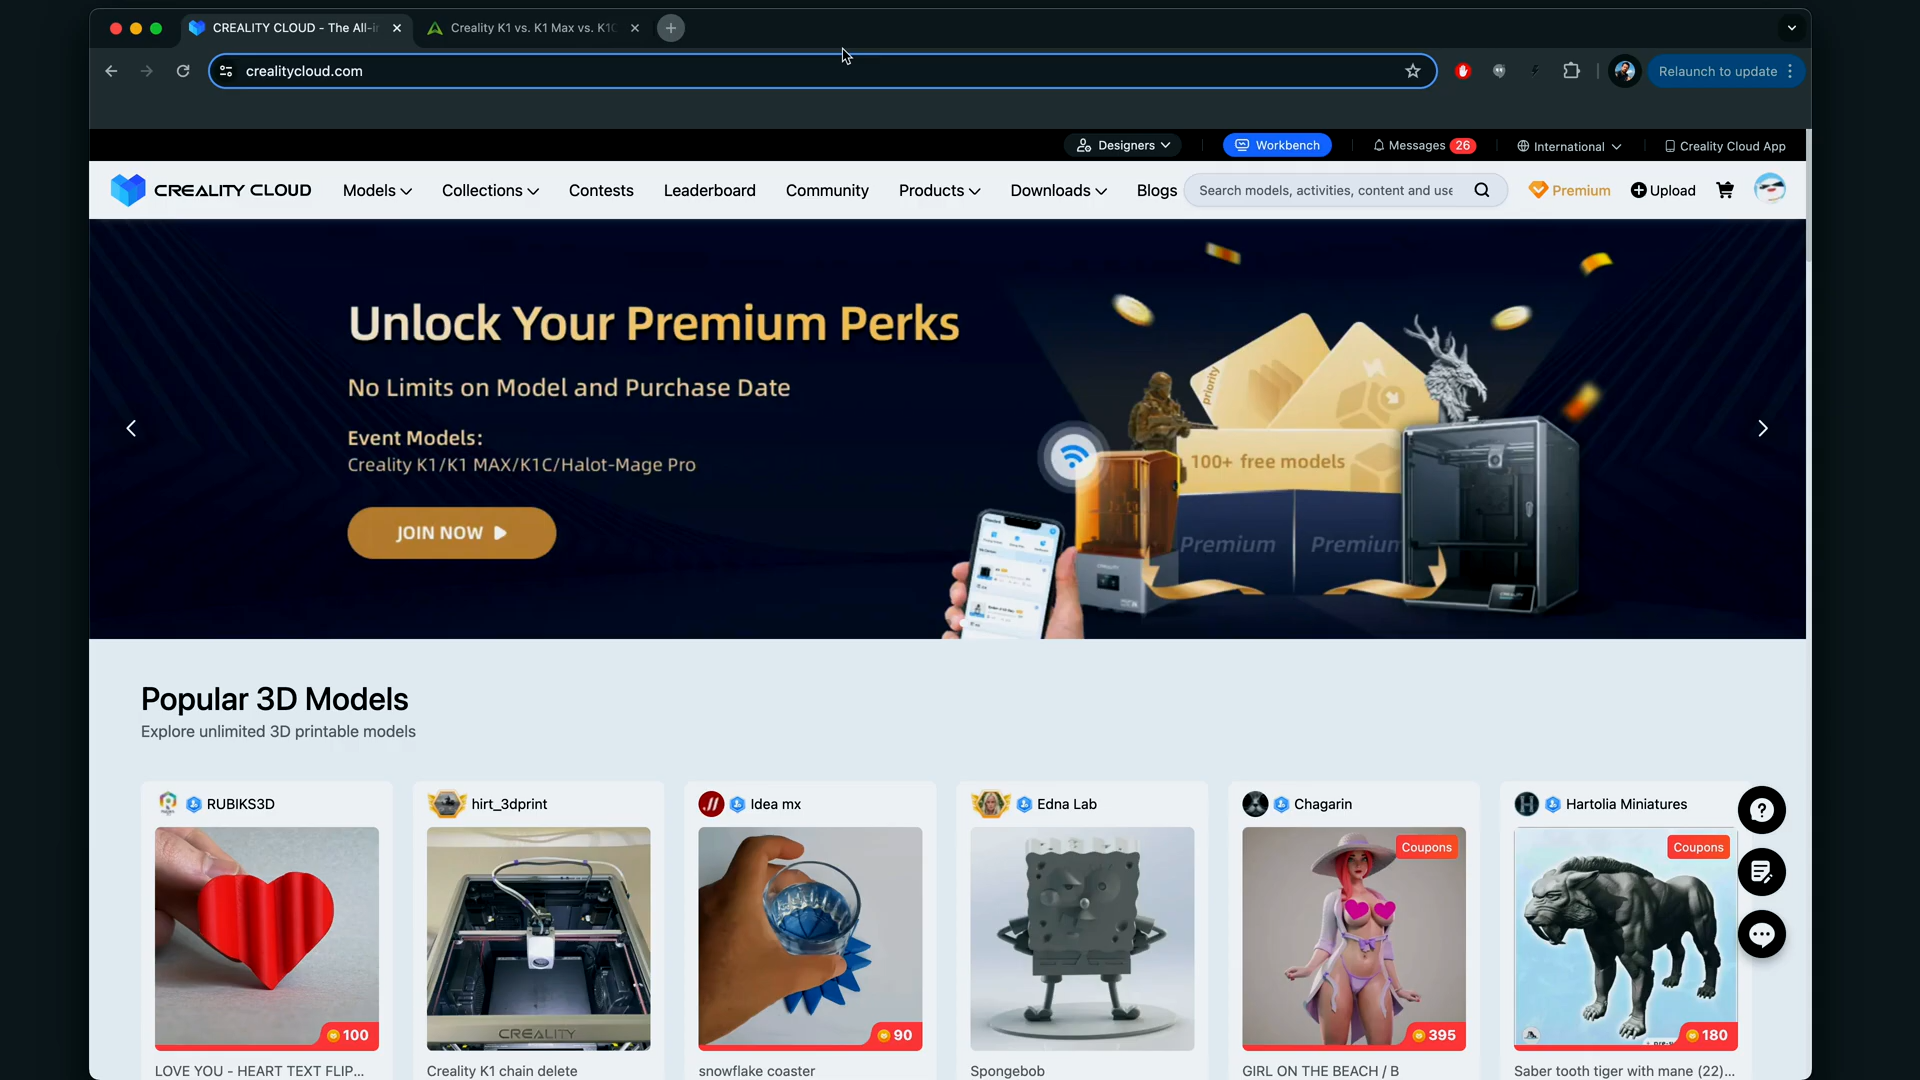 CREALITY CLOUD - The All-i
Creality K1 vs. K1 Max vs. K1C
crealitycloud.com
Relaunch to update
Designers
Workbench
Messages 26
International
Creality Cloud App
CREALITY CLOUD
Models
Collections
Contests
Leaderboard
Community
Products
Downloads
Blogs
Search models, activities, content and use
Premium
Upload
Unlock Your Premium Perks
No Limits on Model and Purchase Date
Event Models:
Creality K1/K1 MAX/K1C/Halot-Mage Pro
JOIN NOW
priority
100+ free models
Premium
Premium
Popular 3D Models
Explore unlimited 3D printable models
RUBIKS3D
hirt_3dprint
Idea mx
Edna Lab
Chagarin
Hartolia Miniatures
Coupons
Coupons
CREALITY
100
90
395
180
LOVE YOU - HEART TEXT FLIP...
Creality K1 chain delete
snowflake coaster
Spongebob
GIRL ON THE BEACH / B
Saber tooth tiger with mane (22)...